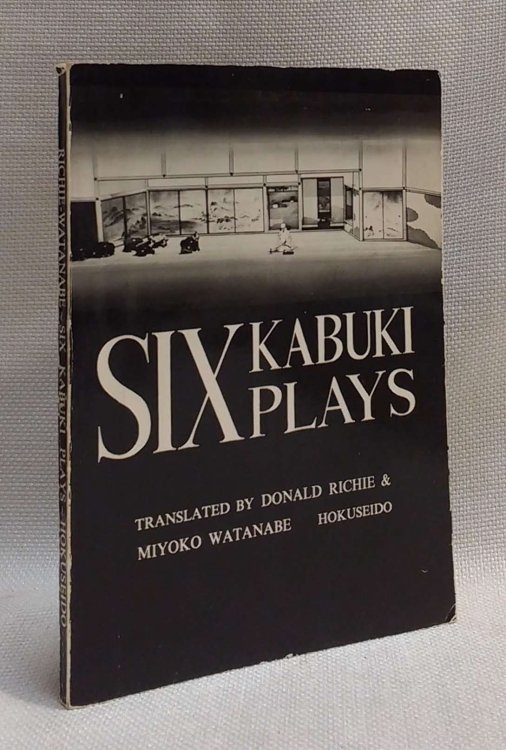 RICHIE-WATANABE - SIX KABUKI PLAYS - HOKUSEIDO
SIX KABUKI
PLAYS
TRANSLATED BY DONALD RICHIE &
MIYOKO WATANABE HOKUSEIDO